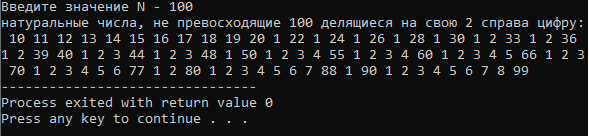 Введите значение N - 100
натуральные числа, не превосходящие 100 делящиеся на свою 2 справа цифру:
10 11 12 13 14 15 16 17 18 19 20 1 22 1 24 1 26 1 28 1 30 1 2 33 1 2 36
1 2 39 40 1 2 3 44 1 2 3 48 1 50 1 2 3 4 55 1 2 3 4 60 1 2 3 4 5 66 1 2 3
70 1 2 3 4 5 6 77 1 2 80 1 2 3 4 5 6 7 88 1 90 1 2 3 4 5 6 7 8 99
--------------------------------
Process exited with return value 0
Press any key to continue . . .